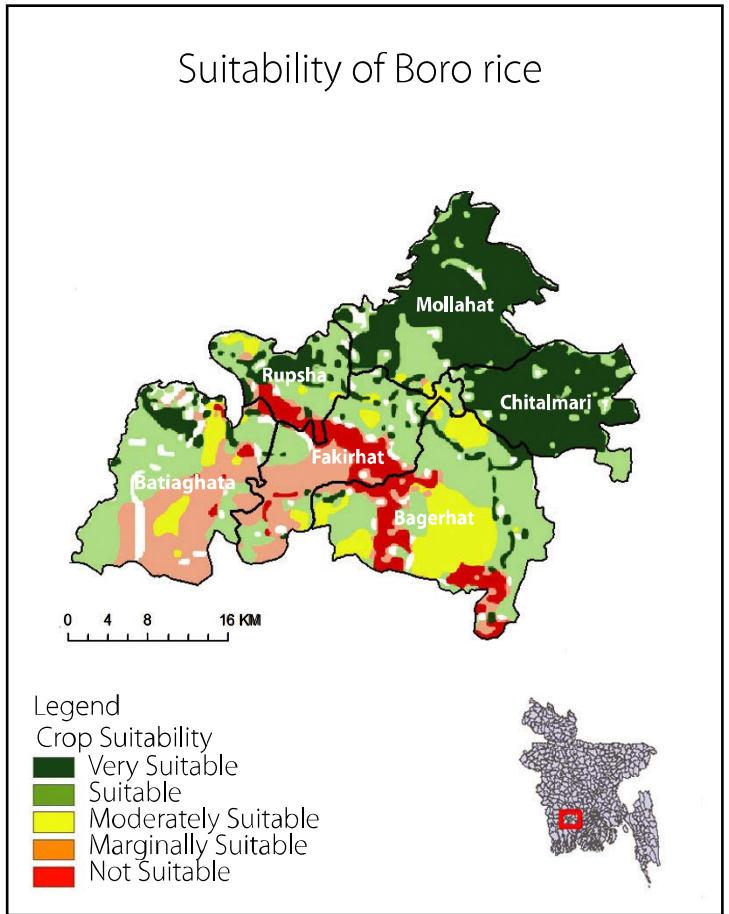 Suitability of Boro rice
Mollahat
Rupsha
Chitalmari
Fakirhat
Batiaghata
Bagerhat
0 4 8 16 KM
Legend
Crop Suitability
Very Suitable
Suitable
Moderately Suitable
Marginally Suitable
Not Suitable